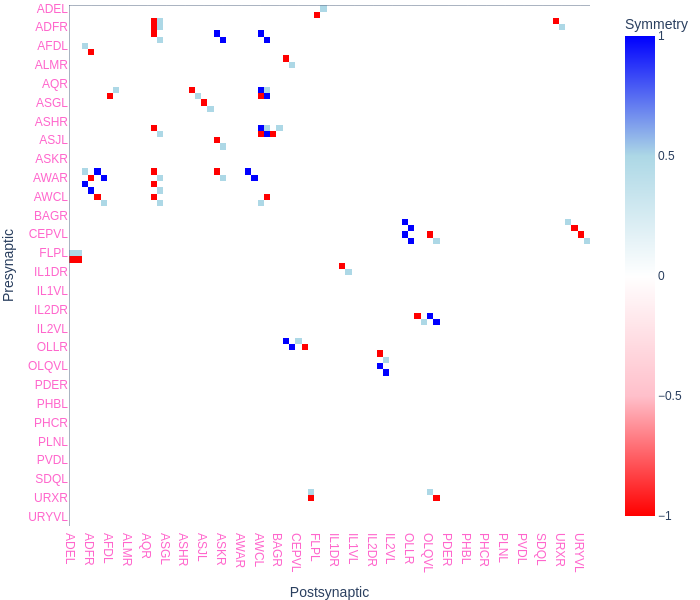 Symmetry
1
0.5
0
−0.5
−1
Presynaptic
ADEL
ADFR
AFDL
ALMR
AQR
ASGL
ASHR
ASJL
ASKR
AWAR
AWCL
BAGR
CEPVL
FLPL
IL1DR
IL1VL
IL2DR
IL2VL
OLLR
OLQVL
PDER
PHBL
PHCR
PLNL
PVDL
SDQL
URXR
URYVL
ADEL
ADFR
AFDL
ALMR
AQR
ASGL
ASHR
ASJL
ASKR
AWAR
AWCL
BAGR
CEPVL
FLPL
IL1DR
IL1VL
IL2DR
IL2VL
OLLR
OLQVL
PDER
PHBL
PHCR
PLNL
PVDL
SDQL
URXR
URYVL
Postsynaptic